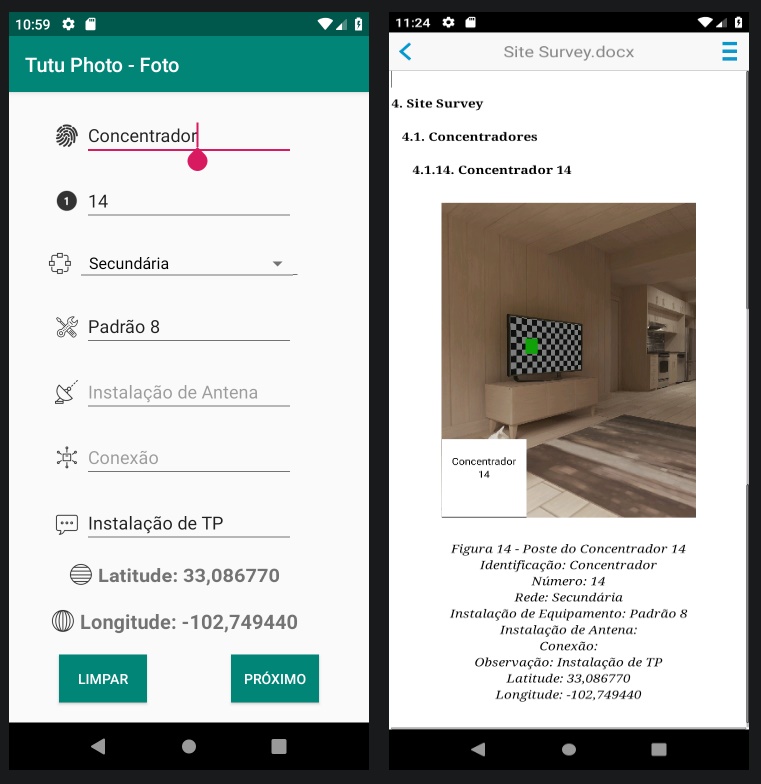 10:59
Tutu Photo - Foto
Concentrador
1
14
Secundária
Padrão 8
Instalação de Antena
Conexão
Instalação de TP
Latitude: 33,086770
Longitude: -102,749440
LIMPAR
PRÓXIMO
11:24
Site Survey.docx
4. Site Survey
4.1. Concentradores
4.1.14. Concentrador 14
Concentrador
14
Figura 14 - Poste do Concentrador 14
Identificação: Concentrador
Número: 14
Rede: Secundária
Instalação de Equipamento: Padrão 8
Instalação de Antena:
Conexão:
Observação: Instalação de TP
Latitude: 33,086770
Longitude: -102,749440